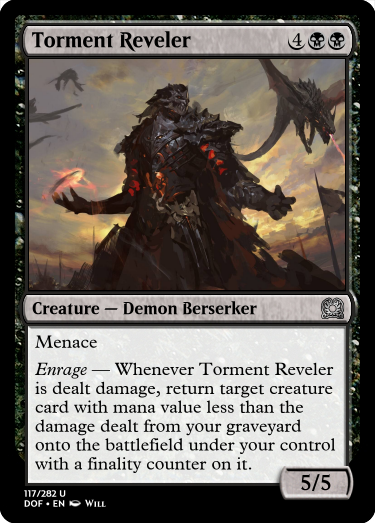 Torment Reveler 4
Creature — Demon Berserker
Menace
Enrage — Whenever Torment Reveler
is dealt damage, return target creature
card with mana value less than the
damage dealt from your graveyard
onto the battlefield under your control
with a finality counter on it.
5/5
117/282 U
DOF • EN WILL